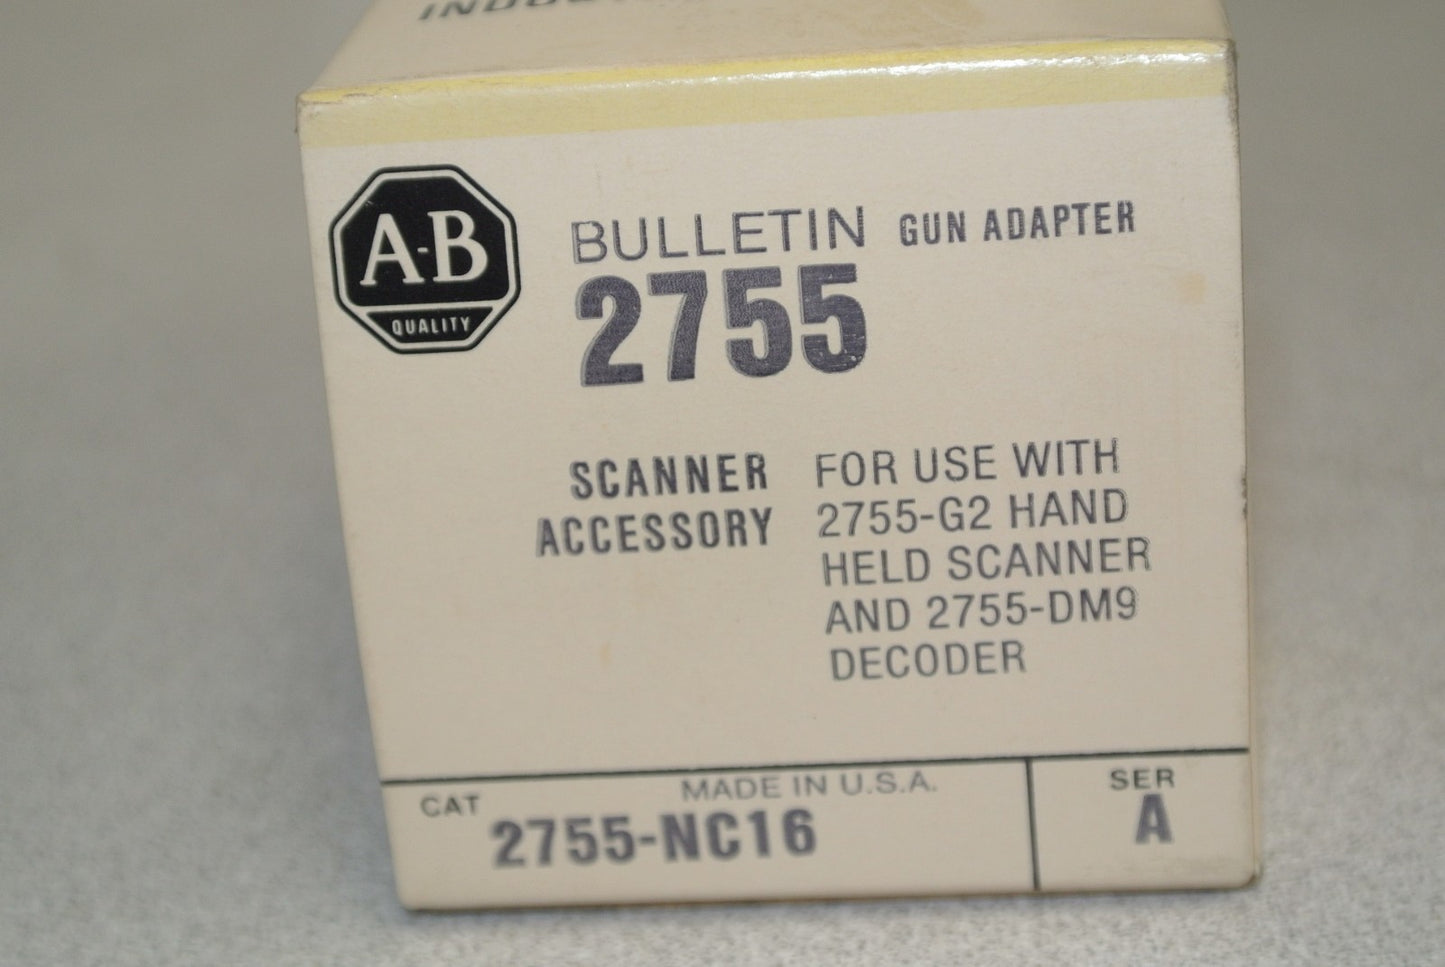 A-B
QUALITY
BULLETIN GUN ADAPTER
2755
SCANNER
ACCESSORY
FOR USE WITH
2755-G2 HAND
HELD SCANNER
AND 2755-DM9
DECODER
MADE IN U.S.A.
CAT
2755-NC16
SER
A